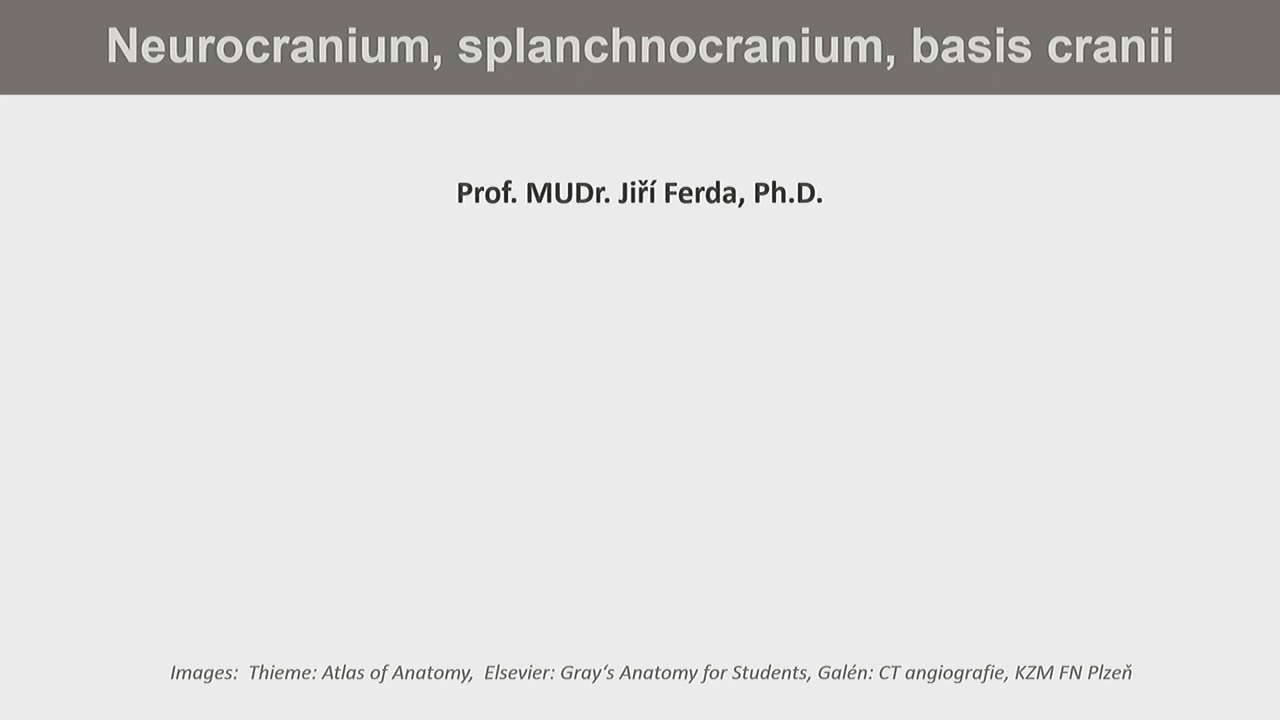 Neurocranium, splanchnocranium, basis cranii
Prof. MUDr. Jiří Ferda, Ph.D.
Images:  Thieme: Atlas of Anatomy,  Elsevier: Gray‘s Anatomy for Students, Galén: CT angiografie, KZM FN Plzeň